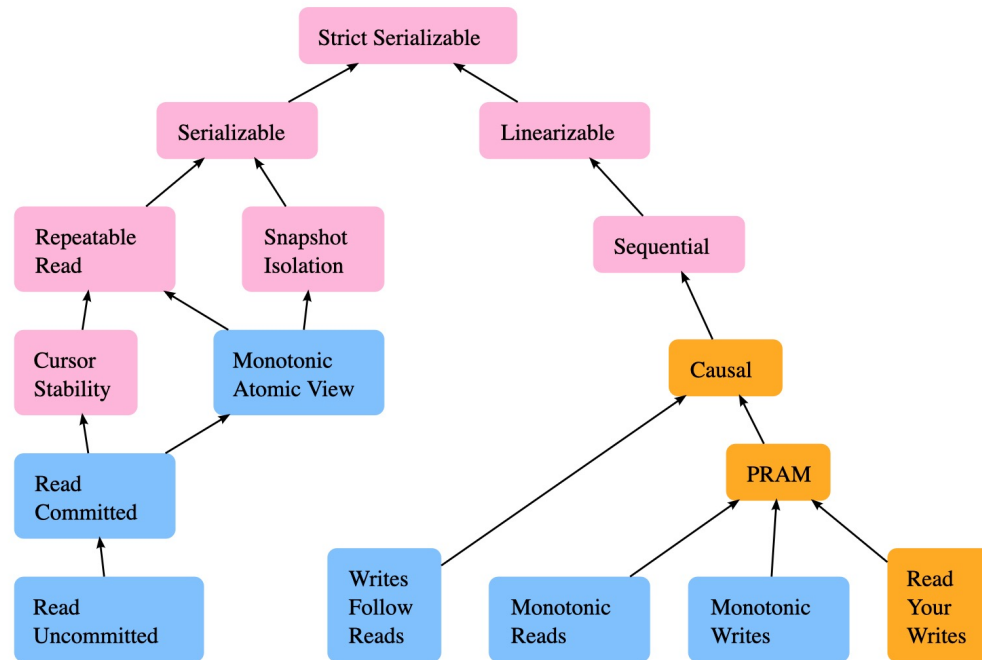 Strict Serializable
Serializable
Linearizable
Repeatable
Read
Snapshot
Isolation
Sequential
Cursor
Stability
Monotonic
Atomic View
Causal
Read
Committed
PRAM
Read
Uncommitted
Writes
Follow
Reads
Monotonic
Reads
Monotonic
Writes
Read
Your
Writes